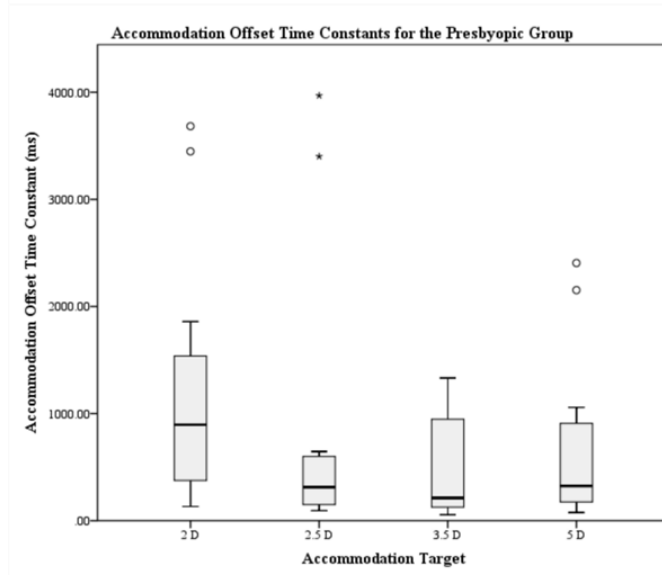 Accommodation Offset Time Constants for the Presbyopic Group
Accommodation Offset Time Constant (ms)
4000.00
3000.00
2000.00
1000.00
.00
2 D
2.5 D
3.5 D
5 D
Accommodation Target